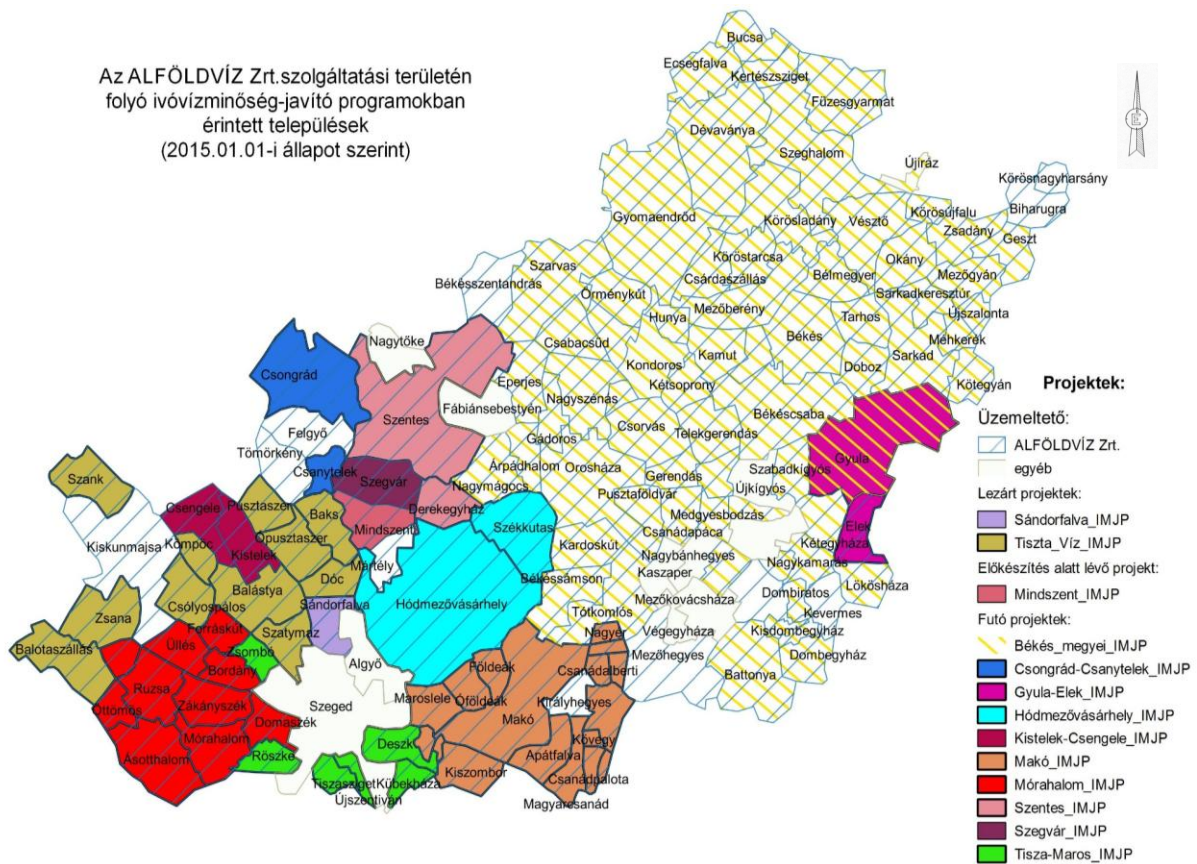 Az ALFÖLDVÍZ Zrt.szolgáltatási területén
folyó ivóvízminőség-javító programokban
érintett települések
(2015.01.01-i állapot szerint)
E
Bucsa
Ecsegfalva
Kertészsziget
Füzesgyarmat
Dévaványa
Szeghalom
Újíráz
Körösnagyharsány
Biharugra
Gyomaendrőd
Körösladány
Vésztő
Körösújfalu
Zsadány
Geszt
Köröstarcsa
Okány
Szarvas
Csárdaszállás
Bélmegyer
Mezőgyán
Békésszentandrás
Örménykút
Sarkadkeresztúr
Hunya
Mezőberény
Tarhos
Újszalonta
Békés
Méhkerék
Nagytőke
Csabacsűd
Kamut
Sarkad
Kondoros
Doboz
Csongrád
Eperjes
Kétsoprony
Kötegyán
Nagyszénás
Fábiánsebestyén
Békéscsaba
Szentes
Csorvás
Telekgerendás
Felgyő
Gádoros
Gyula
Tömörkény
Árpádhalom
Orosháza
Szabadkígyós
Csanytelek
Gerendás
Szank
Szegvár
Nagymágocs
Újkígyós
Pusztaföldvár
Csengele
Pusztaszer
Baks
Derekegyház
Székkutas
Medgyesbodzás
Mindszent
Csanádapáca
Elek
Kiskunmajsa
Kömpöc
Ópusztaszer
Kardoskút
Kétegyháza
Kistelek
Nagybánhegyes
Mártély
Nagykamarás
Dóc
Békéssámson
Kaszaper
Lőkösháza
Balástya
Dombiratos
Zsana
Csólyospálos
Sándorfalva
Hódmezővásárhely
Mezőkovácsháza
Tótkomlós
Kevermes
Forráskút
Szatymaz
Nagyér
Végegyháza
Kisdombegyház
Balotaszállás
Üllés
Zsombó
Algyő
Mezőhegyes
Dombegyház
Bordány
Földeák
Csanádalberti
Battonya
Ruzsa
Maroslele
Óföldeák
Királyhegyes
Öttömös
Zákányszék
Szeged
Makó
Domaszék
Mórahalom
Deszk
Kövegy
Ásotthalom
Röszke
Apátfalva
Kiszombor
Csanádpalota
Tiszasziget
Kübekháza
Újszentiván
Magyarcsanád
Projektek:
Üzemeltető:
ALFÖLDVÍZ Zrt.
egyéb
Lezárt projektek:
Sándorfalva_IMJP
Tiszta_Víz_IMJP
Előkészítés alatt lévő projekt:
Mindszent_IMJP
Futó projektek:
Békés_megyei_IMJP
Csongrád-Csanytelek_IMJP
Gyula-Elek_IMJP
Hódmezővásárhely_IMJP
Kistelek-Csengele_IMJP
Makó_IMJP
Mórahalom_IMJP
Szentes_IMJP
Szegvár_IMJP
Tisza-Maros_IMJP